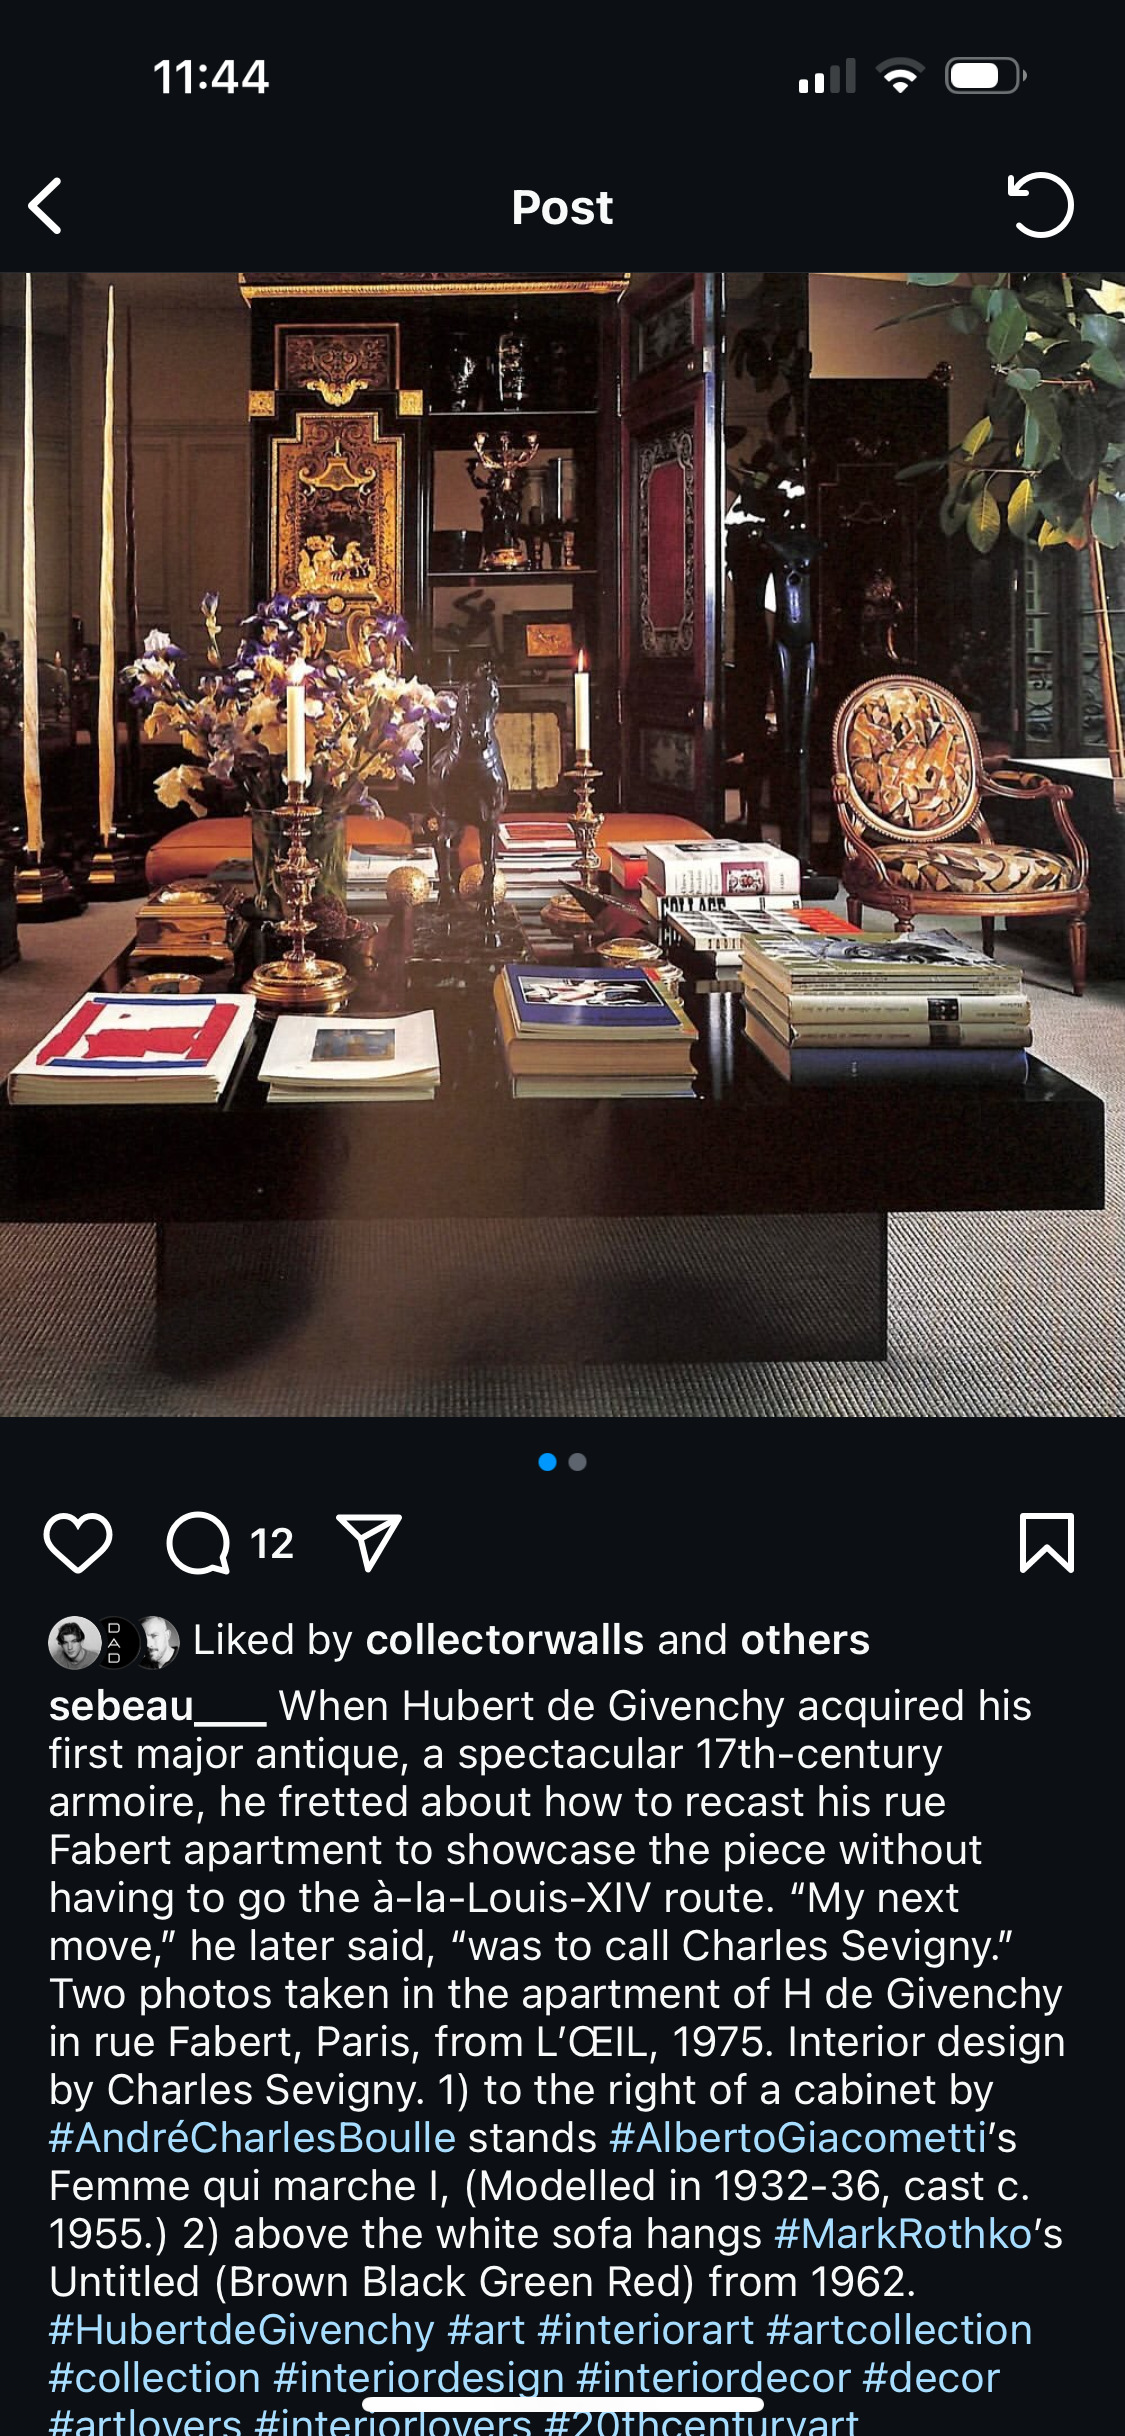 11:44
Post
COLLAGE
12
DAD
Liked by collectorwalls and others
sebeau___ When Hubert de Givenchy acquired his
first major antique, a spectacular 17th-century
armoire, he fretted about how to recast his rue
Fabert apartment to showcase the piece without
having to go the à-la-Louis-XIV route. “My next
move,” he later said, “was to call Charles Sevigny.”
Two photos taken in the apartment of H de Givenchy
in rue Fabert, Paris, from L’ŒIL, 1975. Interior design
by Charles Sevigny. 1) to the right of a cabinet by
#AndréCharlesBoulle stands #AlbertoGiacometti’s
Femme qui marche I, (Modelled in 1932-36, cast c.
1955.) 2) above the white sofa hangs #MarkRothko’s
Untitled (Brown Black Green Red) from 1962.
#HubertdeGivenchy #art #interiorart #artcollection
#collection #interiordesign #interiordecor #decor
#artlovers #interiorlovers #20thcenturyart